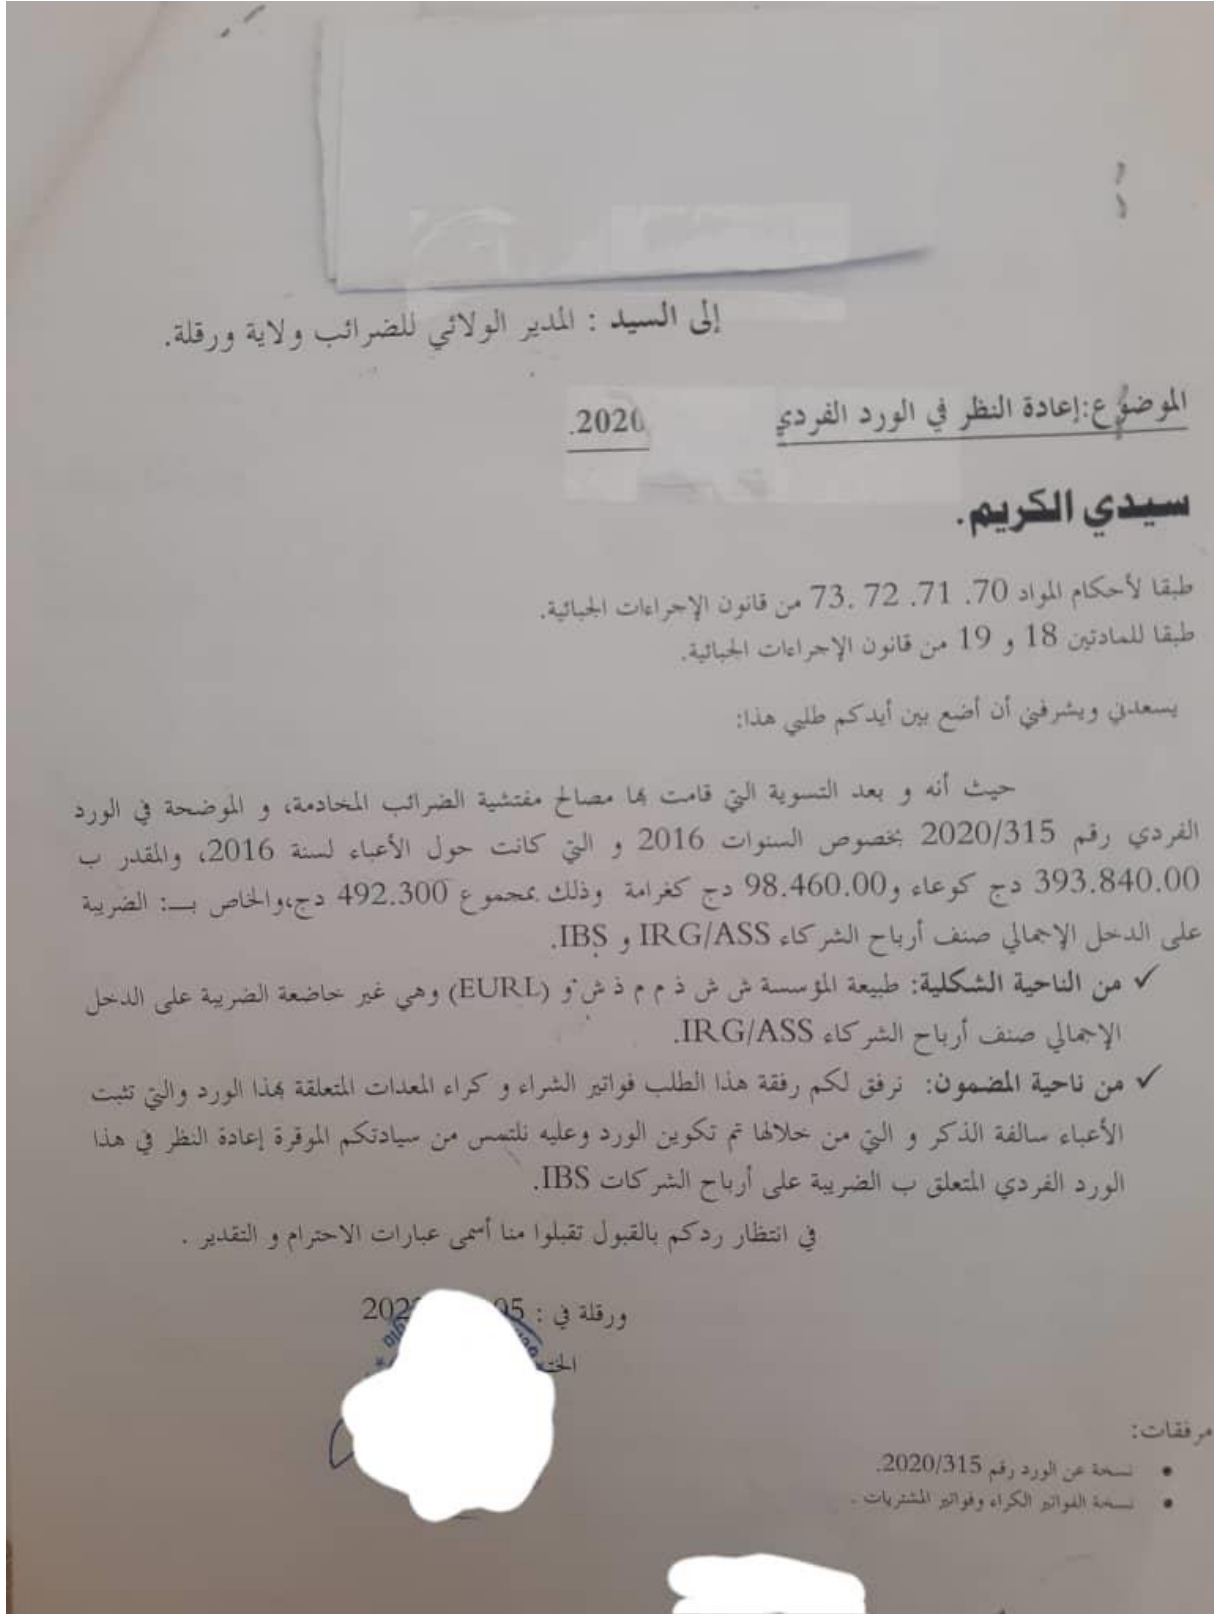 إلى السيد : المدير الولائي للضرائب ولاية ورقلة.
الموضوع:إعادة النظر في الورد الفردي 2020.
سيدي الكريم.
طبقا لأحكام المواد 70. 71. 72 .73 من قانون الإجراءات الجبائية.
طبقا للمادتين 18 و 19 من قانون الإجراءات الجبائية.
يسعدني ويشرفني أن أضع بين أيدكم طلبي هذا:
حيث أنه و بعد التسوية التي قامت بها مصالح مفتشية الضرائب المخادمة، و الموضحة في الورد
الفردي رقم 2020/315 بخصوص السنوات 2016 و التي كانت حول الأعباء لسنة 2016، والمقدر ب
393.840.00 دج كوعاء و98.460.00 دج كغرامة وذلك بمجموع 492.300 دج،والخاص بـــ: الضريبة
على الدخل الإجمالي صنف أرباح الشركاء IRG/ASS و IBS.
✓ من الناحية الشكلية: طبيعة المؤسسة ش ش ذ م م ذ ش و (EURL) وهي غير خاضعة الضريبة على الدخل
الإجمالي صنف أرباح الشركاء IRG/ASS.
✓ من ناحية المضمون: نرفق لكم رفقة هذا الطلب فواتير الشراء و كراء المعدات المتعلقة بهذا الورد والتي تثبت
الأعباء سالفة الذكر و التي من خلالها تم تكوين الورد وعليه نلتمس من سيادتكم الموقرة إعادة النظر في هذا
الورد الفردي المتعلق ب الضريبة على أرباح الشركات IBS.
في انتظار ردكم بالقبول تقبلوا منا أسمى عبارات الاحترام و التقدير .
ورقلة في : 05
مرفقات:
• نسخة عن الورد رقم 2020/315.
• نسخة الفواتير الكراء وفواتير المشتريات .